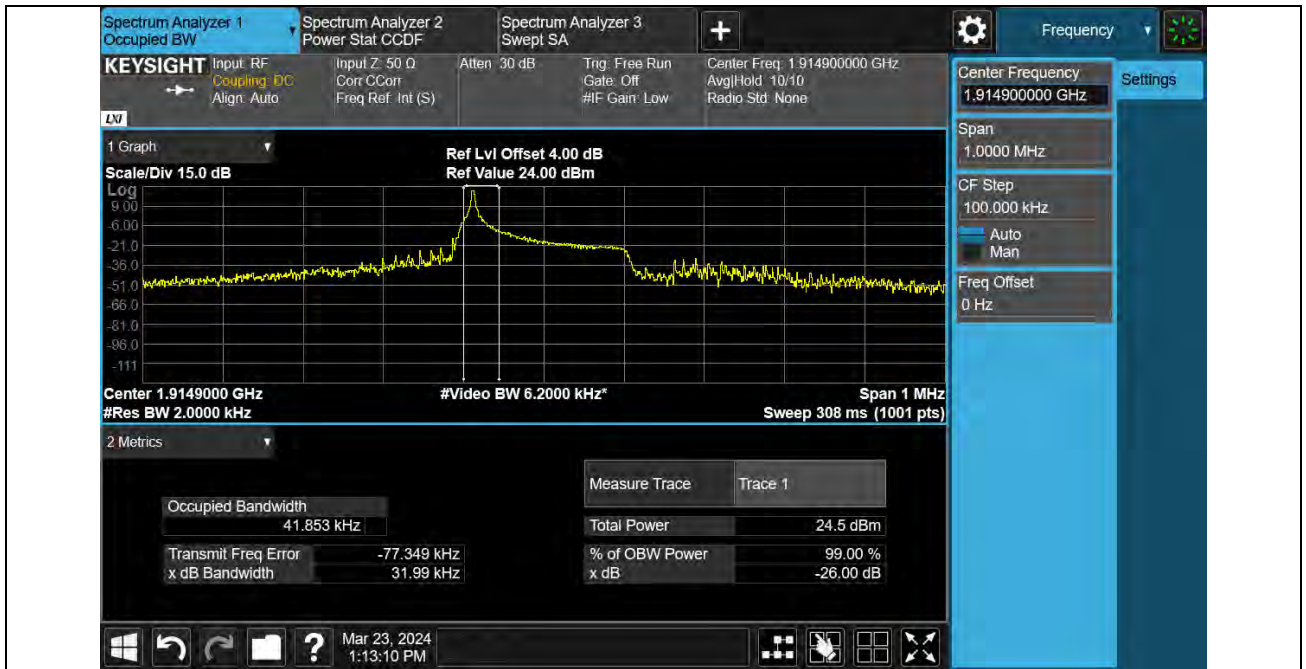 Spectrum Analyzer 1
Occupied BW
Spectrum Analyzer 2
Power Stat CCDF
Spectrum Analyzer 3
Swept SA
+
Frequency
KEYSIGHT
LXI
Input: RF
Coupling: DC
Align: Auto
Input Z: 50 Ω
Corr CCorr
Freq Ref: Int (S)
Atten: 30 dB
Trig: Free Run
Gate: Off
#IF Gain: Low
Center Freq: 1.914900000 GHz
Avg|Hold: 10/10
Radio Std: None
Center Frequency
1.914900000 GHz
Settings
Span
1.0000 MHz
CF Step
100.000 kHz
Auto
Man
Freq Offset
0 Hz
1 Graph
Scale/Div 15.0 dB
Ref Lvl Offset 4.00 dB
Ref Value 24.00 dBm
Log
9.00
-6.00
-21.0
-36.0
-51.0
-66.0
-81.0
-96.0
-111
Center 1.9149000 GHz
#Res BW 2.0000 kHz
#Video BW 6.2000 kHz*
Span 1 MHz
Sweep 308 ms (1001 pts)
2 Metrics
Measure Trace
Trace 1
Occupied Bandwidth
41.853 kHz
Total Power
24.5 dBm
Transmit Freq Error
-77.349 kHz
% of OBW Power
99.00 %
x dB Bandwidth
31.99 kHz
x dB
-26.00 dB
?
Mar 23, 2024
1:13:10 PM